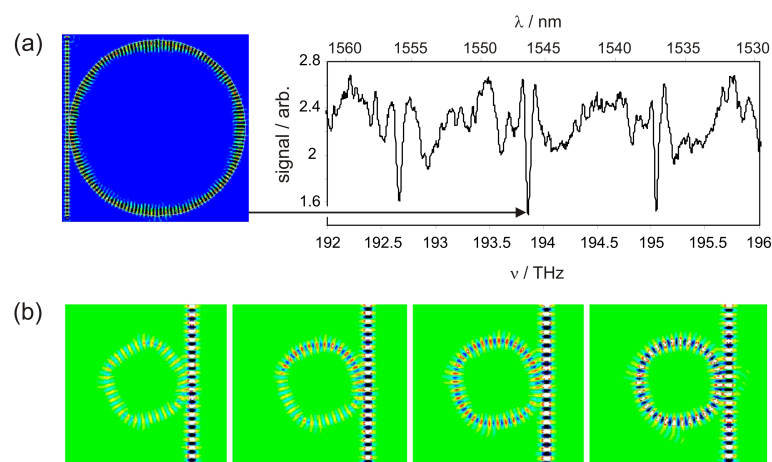 (a)
λ / nm
1560 1555 1550 1545 1540 1535 1530
signal / arb.
2.8
2.4
2
1.6
192 192.5 193 193.5 194 194.5 195 195.5 196
ν / THz
(b)